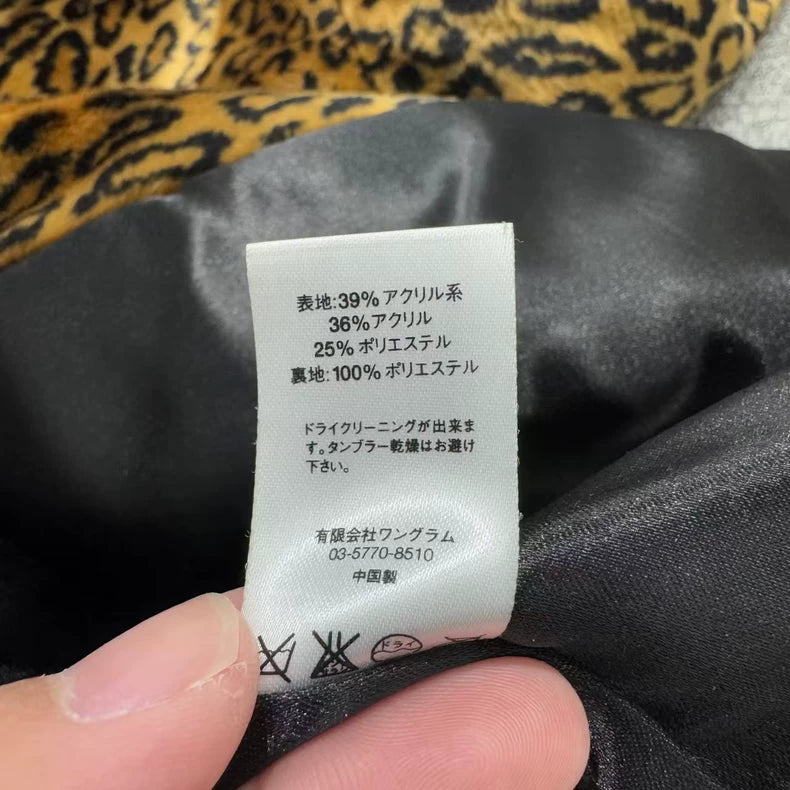 表地:39%アクリル系
36%アクリル
25%ポリエステル
裏地:100%ポリエステル
ドライクリーニングが出来ま
す。タンブラー乾燥はお避け
下さい。
有限会社ワングラム
03-5770-8510
中国製
ドライ